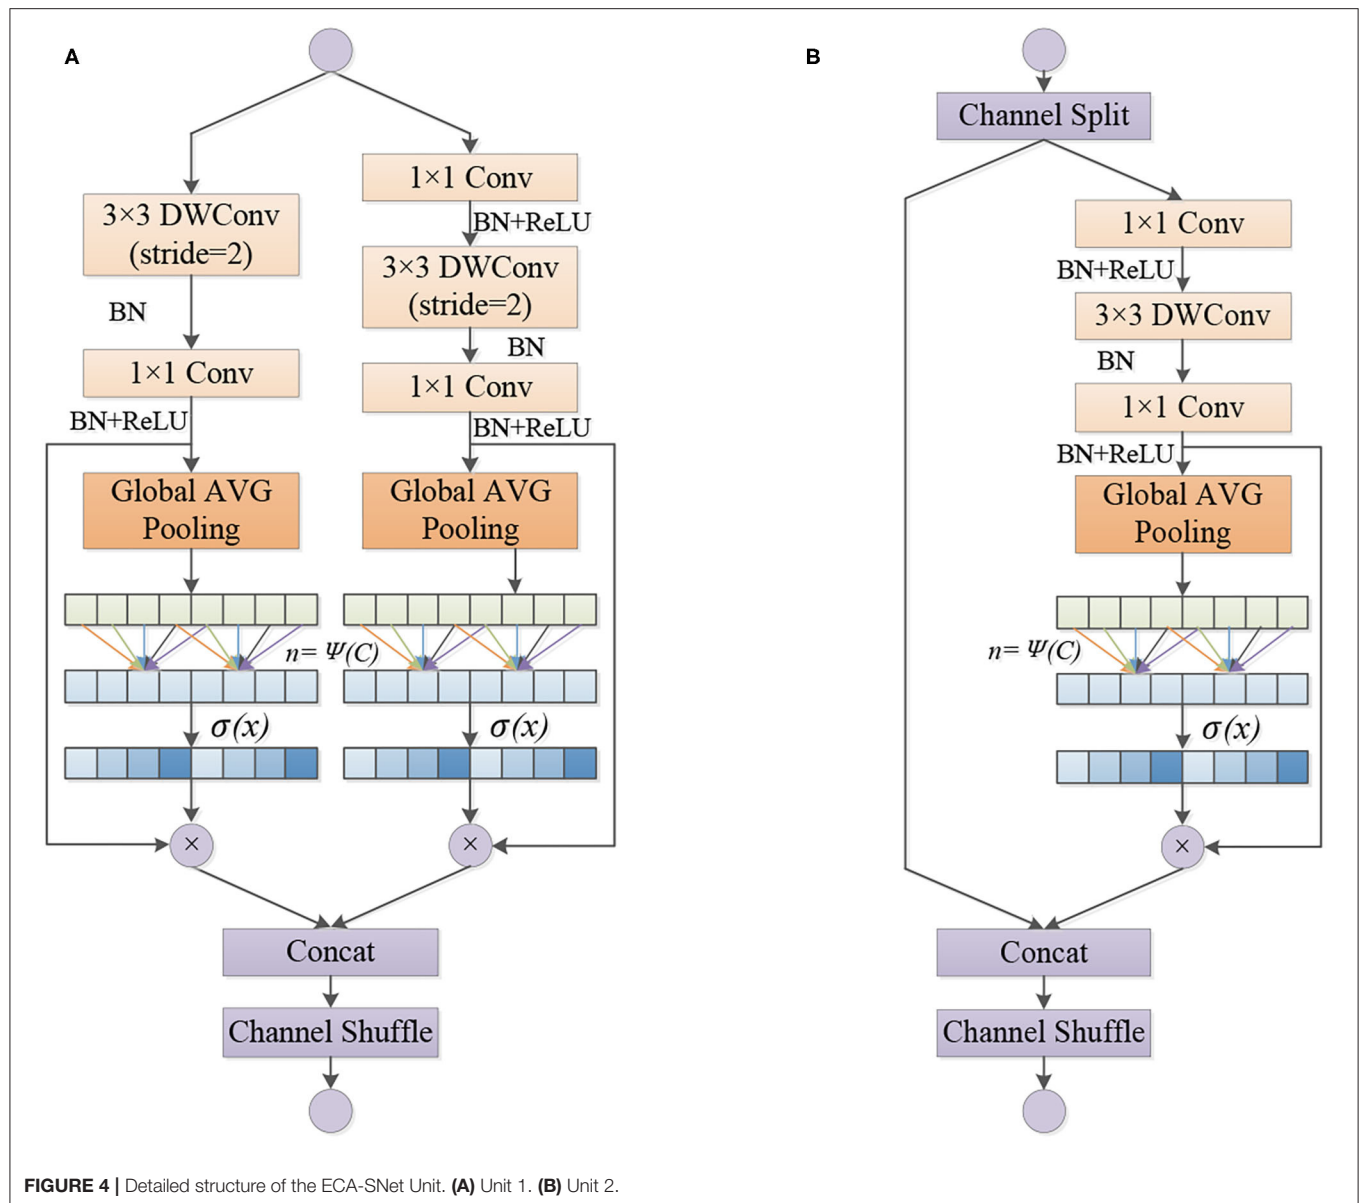 A
3×3 DWConv
(stride=2)
BN
1×1 Conv
BN+ReLU
Global AVG
Pooling
σ(x)
×
1×1 Conv
BN+ReLU
3×3 DWConv
(stride=2)
BN
1×1 Conv
BN+ReLU
Global AVG
Pooling
n= Ψ(C)
σ(x)
×
Concat
Channel Shuffle
B
Channel Split
1×1 Conv
BN+ReLU
3×3 DWConv
BN
1×1 Conv
BN+ReLU
Global AVG
Pooling
n= Ψ(C)
σ(x)
×
Concat
Channel Shuffle
FIGURE 4 | Detailed structure of the ECA-SNet Unit. (A) Unit 1. (B) Unit 2.